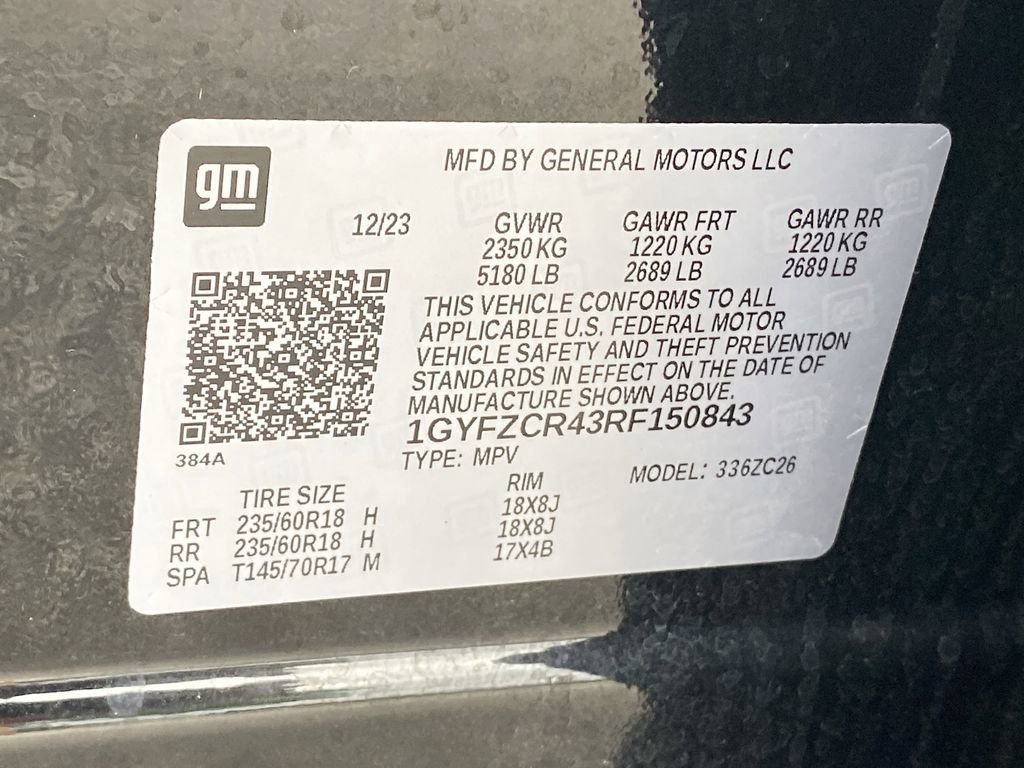 gm
MFD BY GENERAL MOTORS LLC
12/23 GVWR GAWR FRT GAWR RR
2350 KG 1220 KG 1220 KG
5180 LB 2689 LB 2689 LB
THIS VEHICLE CONFORMS TO ALL
APPLICABLE U.S. FEDERAL MOTOR
VEHICLE SAFETY AND THEFT PREVENTION
STANDARDS IN EFFECT ON THE DATE OF
MANUFACTURE SHOWN ABOVE.
1GYFZCR43RF150843
384A
TYPE: MPV MODEL: 336ZC26
TIRE SIZE RIM
FRT 235/60R18 H 18X8J
RR 235/60R18 H 18X8J
SPA T145/70R17 M 17X4B